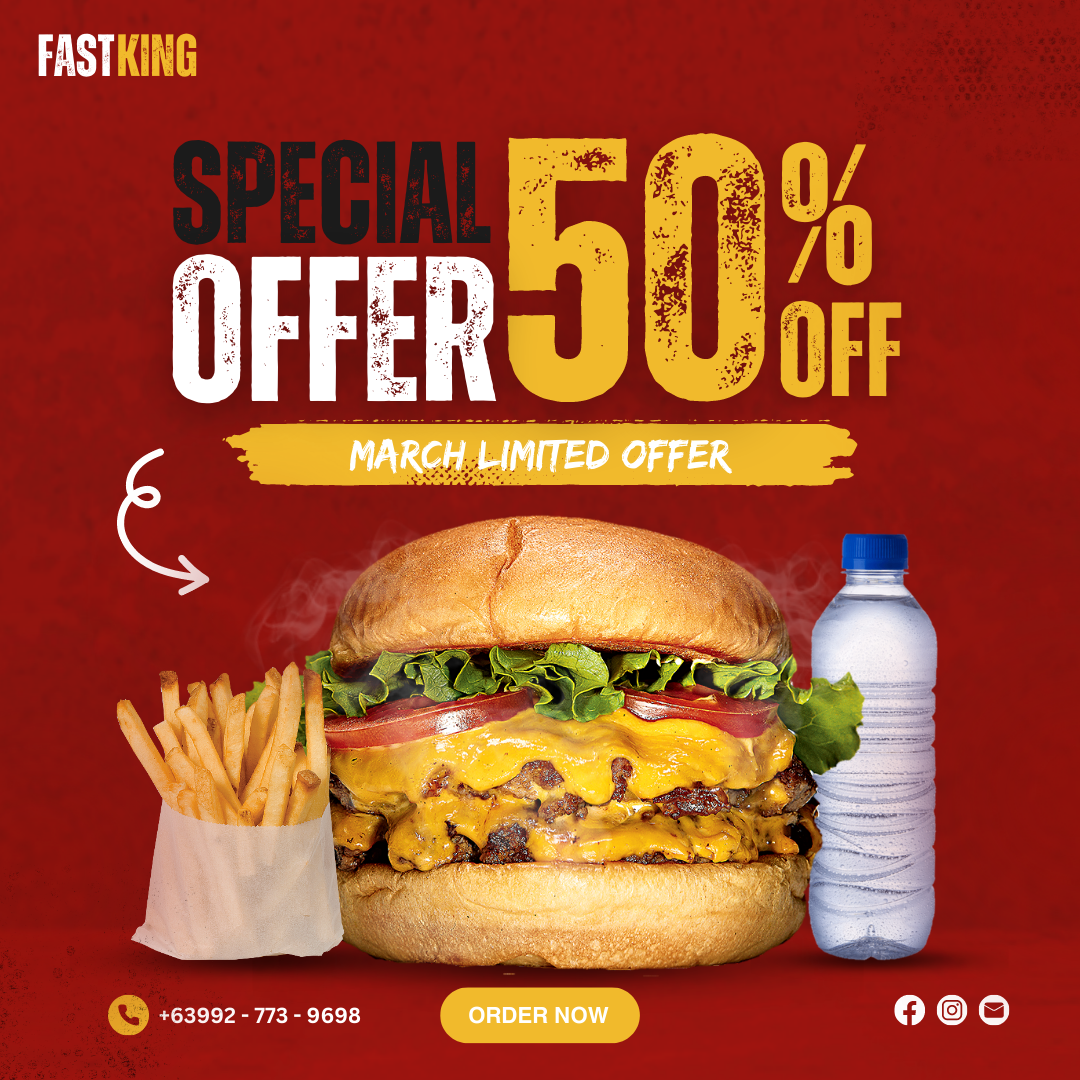 FASTKING
SPECIAL
OFFER
50%
OFF
MARCH LIMITED OFFER
+63992 - 773 - 9698
ORDER NOW